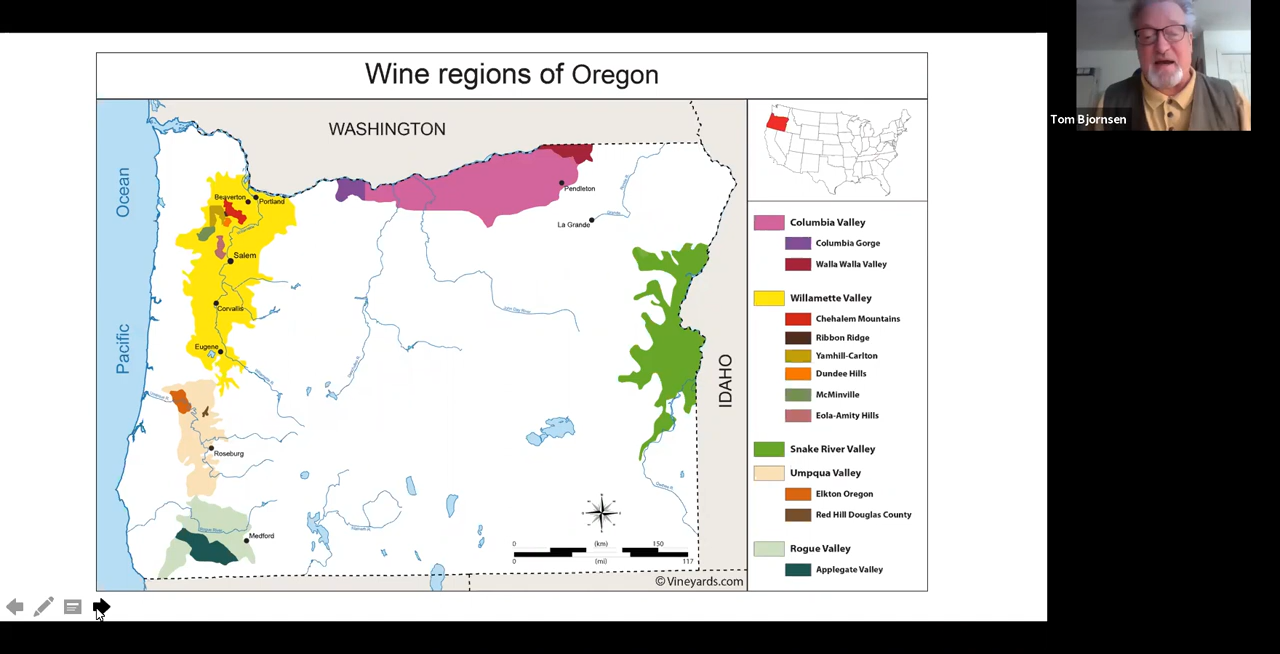 Wine regions of Oregon
Tom Bjornsen
WASHINGTON
Ocean
Pacific
IDAHO
Beaverton
Portland
Salem
Corvallis
Eugene
Roseburg
Medford
Pendleton
La Grande
Columbia Valley
Columbia Gorge
Walla Walla Valley
Willamette Valley
Chehalem Mountains
Ribbon Ridge
Yamhill-Carlton
Dundee Hills
McMinville
Eola-Amity Hills
Snake River Valley
Umpqua Valley
Elkton Oregon
Red Hill Douglas County
Rogue Valley
Applegate Valley
0 (km) 150
0 (mi) 117
©Vineyards.com